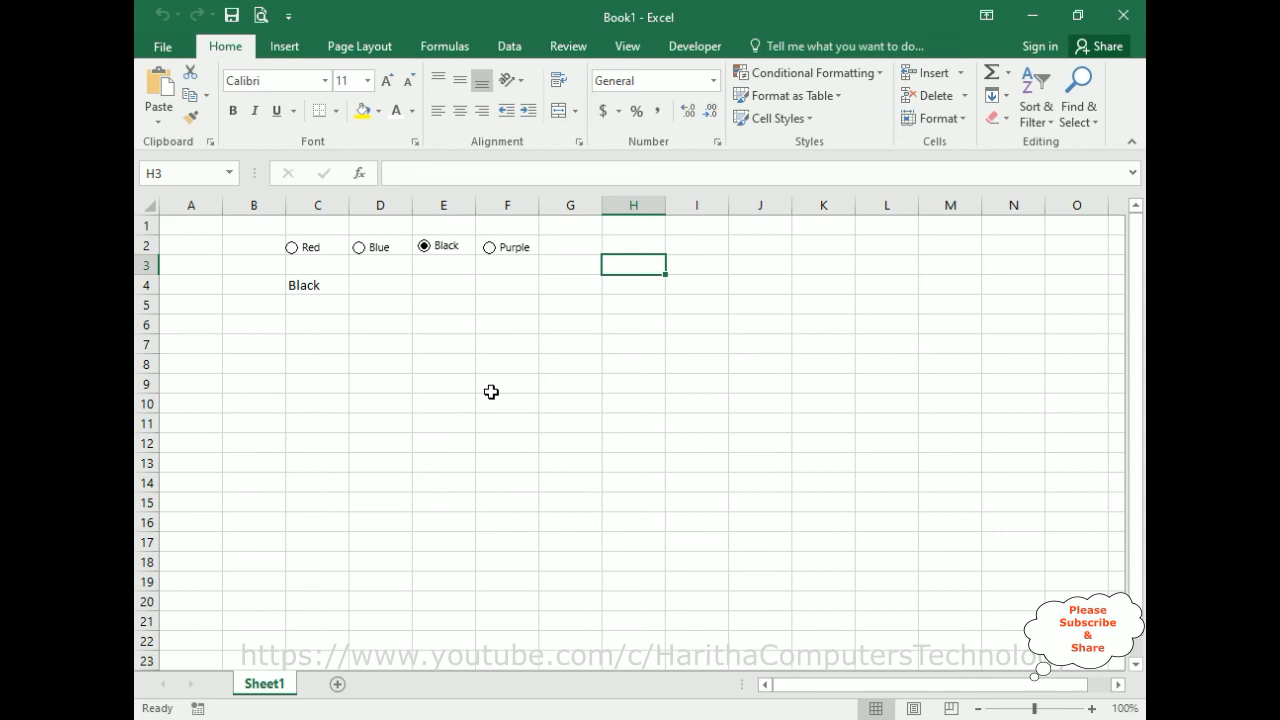 Book1 - Excel
File Home Insert Page Layout Formulas Data Review View Developer Tell me what you want to do... Sign in Share
Paste
Calibri 11
B I U A
General
$ % ,
Conditional Formatting
Format as Table
Cell Styles
Insert
Delete
Format
Sort & Filter
Find & Select
Clipboard Font Alignment Number Styles Cells Editing
H3 fx
A B C D E F G H I J K L M N O
1
2 Red Blue Black Purple
3
4 Black
5
6
7
8
9
10
11
12
13
14
15
16
17
18
19
20
21
22
23
Please
Subscribe
&
Share
https://www.youtube.com/c/HarithaComputersTechnolo
Sheet1
Ready 100%